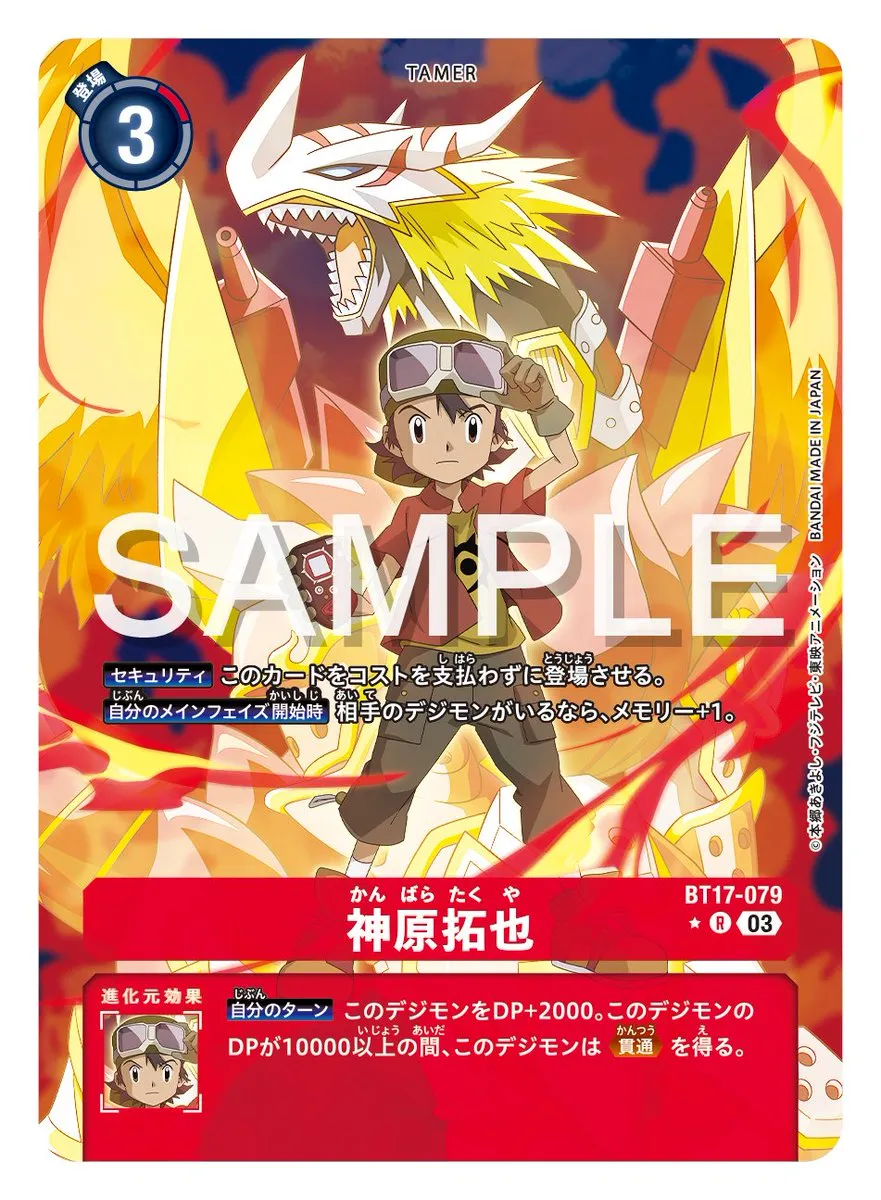 TAMER
登場
3
SAMPLE
セキュリティ このカードをコストを支払わずに登場させる。
自分のメインフェイズ開始時 相手のデジモンがいるなら、メモリー+1。
©本郷あきよし・フジテレビ・東映アニメーション BANDAI MADE IN JAPAN
かんばらたくや
神原拓也
BT17-079
★ R 03
進化元効果
自分のターン このデジモンをDP+2000。このデジモンの
DPが10000以上の間、このデジモンは 貫通 を得る。